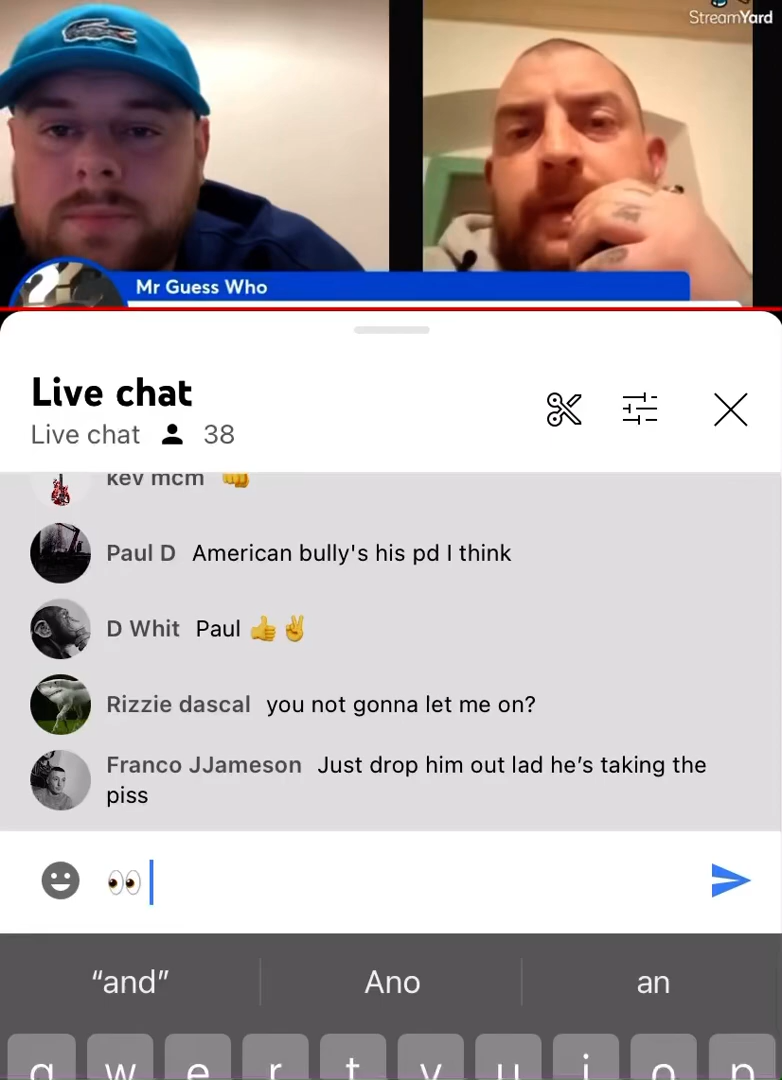 StreamYard
Mr Guess Who
Live chat
Live chat 38
kev mcm 👊
Paul D American bully's his pd I think
D Whit Paul 👍✌️
Rizzie dascal you not gonna let me on?
Franco JJameson Just drop him out lad he’s taking the
piss
👀
“and” Ano an
q w e r t y u i o p